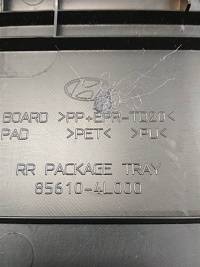 BOARD >PP+EPR-TD20<
PAD >PET< >PU<
RR PACKAGE TRAY
85610-4L000